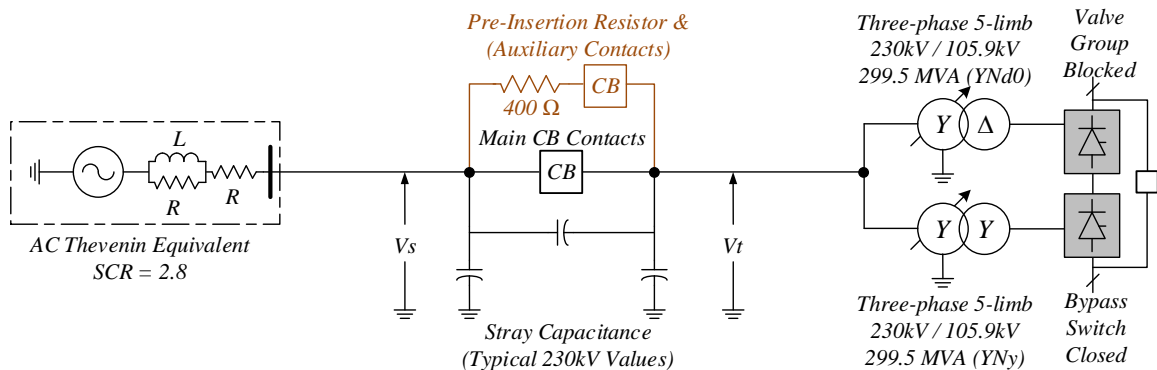 L
R
R
AC Thevenin Equivalent
SCR = 2.8
Vs
Pre-Insertion Resistor &
(Auxiliary Contacts)
CB
400 Ω
Main CB Contacts
CB
Stray Capacitance
(Typical 230kV Values)
Vt
Three-phase 5-limb
230kV / 105.9kV
299.5 MVA (YNd0)
Y Δ
Y Y
Three-phase 5-limb
230kV / 105.9kV
299.5 MVA (YNy)
Valve
Group
Blocked
Bypass
Switch
Closed